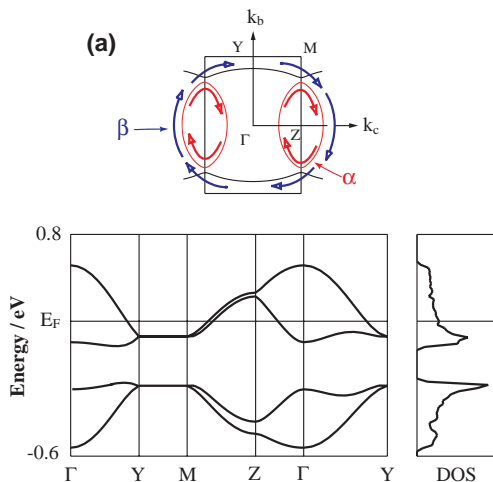 (a)
k_b
Y M
β Γ Z k_c
α
0.8
E_F
Energy / eV
-0.6
Γ Y M Z Γ Y DOS